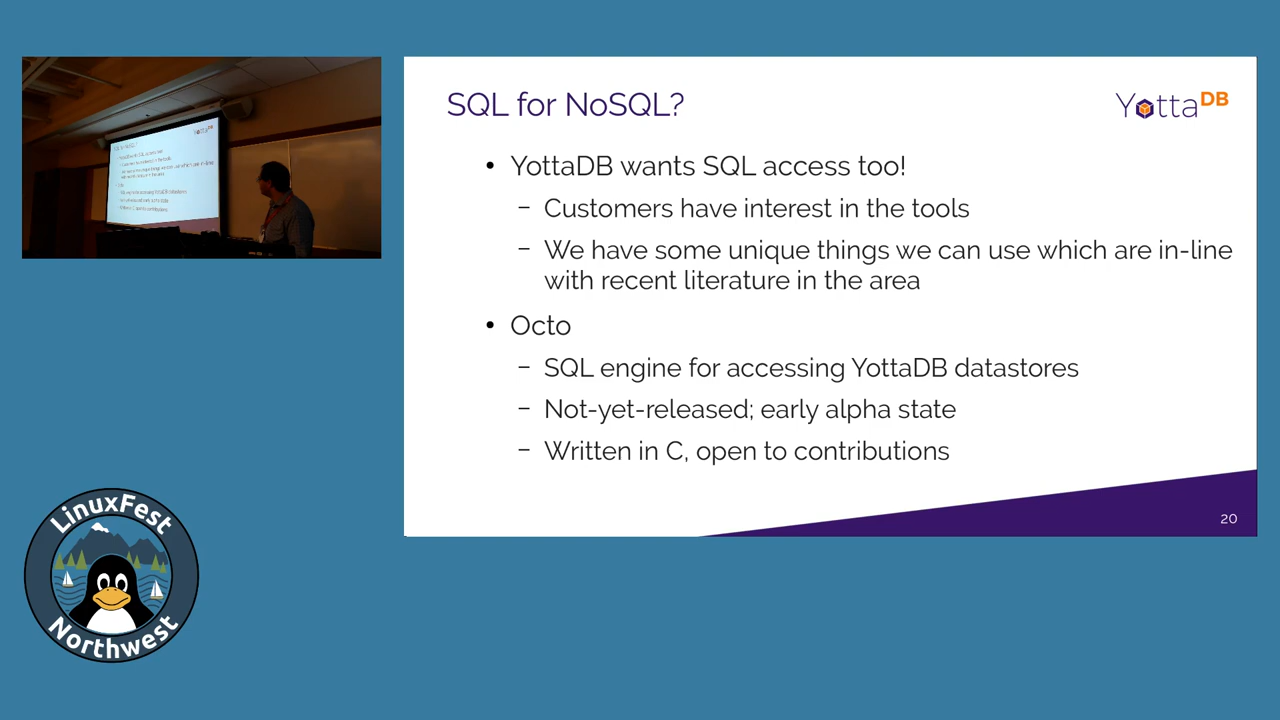 SQL for NoSQL?
YottaDB
• YottaDB wants SQL access too!
– Customers have interest in the tools
– We have some unique things we can use which are in-line
with recent literature in the area
• Octo
– SQL engine for accessing YottaDB datastores
– Not-yet-released; early alpha state
– Written in C, open to contributions
20
LinuxFest
Northwest